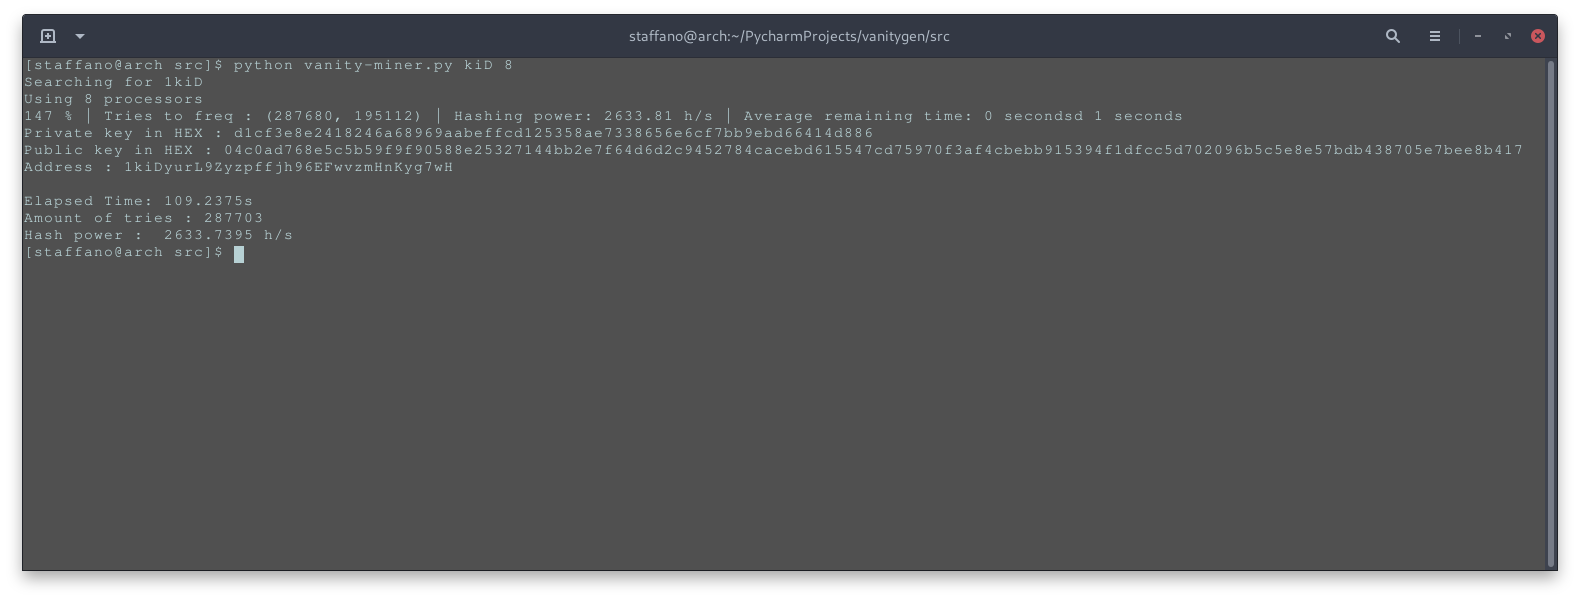 staffano@arch:~/PycharmProjects/vanitygen/src
[staffano@arch src]$ python vanity-miner.py kiD 8
Searching for 1kiD
Using 8 processors
147 % | Tries to freq : (287680, 195112) | Hashing power: 2633.81 h/s | Average remaining time: 0 secondsd 1 seconds
Private key in HEX : d1cf3e8e2418246a68969aabeffcd125358ae7338656e6cf7bb9ebd66414d886
Public key in HEX : 04c0ad768e5c5b59f9f90588e25327144bb2e7f64d6d2c9452784cacebd615547cd75970f3af4cbebb915394f1dfcc5d702096b5c5e8e57bdb438705e7bee8b417
Address : 1kiDyurL9Zyzpffjh96EFwvzmHnKyg7wH
Elapsed Time: 109.2375s
Amount of tries : 287703
Hash power :  2633.7395 h/s
[staffano@arch src]$